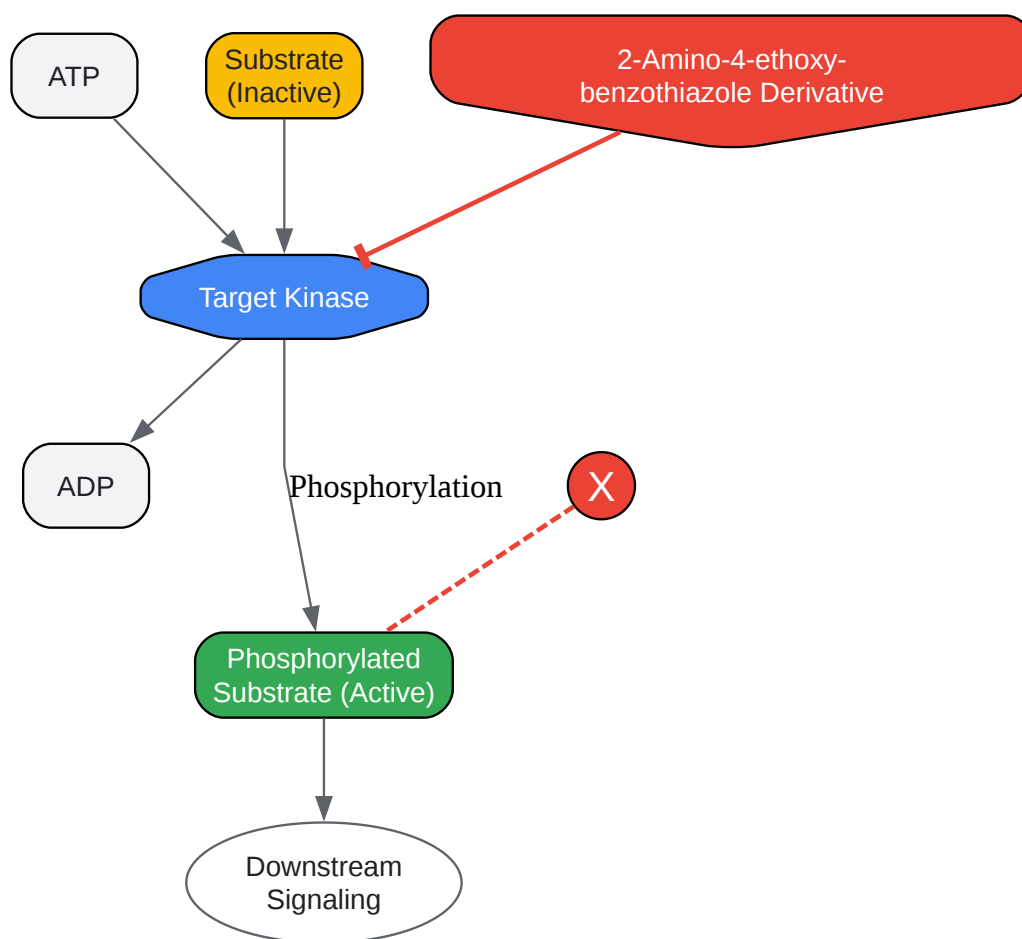 ATP
Substrate
(Inactive)
2-Amino-4-ethoxy-
benzothiazole Derivative
Target Kinase
ADP
Phosphorylation
X
Phosphorylated
Substrate (Active)
Downstream
Signaling